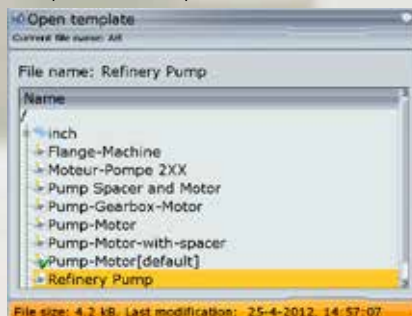 Open template
Current file name: All
File name: Refinery Pump
Name
/
inch
Flange-Machine
Moteur-Pompe 2XX
Pump Spacer and Motor
Pump-Gearbox-Motor
Pump-Motor
Pump-Motor-with-spacer
Pump-Motor[default]
Refinery Pump
File size: 4.2 kB, Last modification: 25-4-2012, 14:57:07